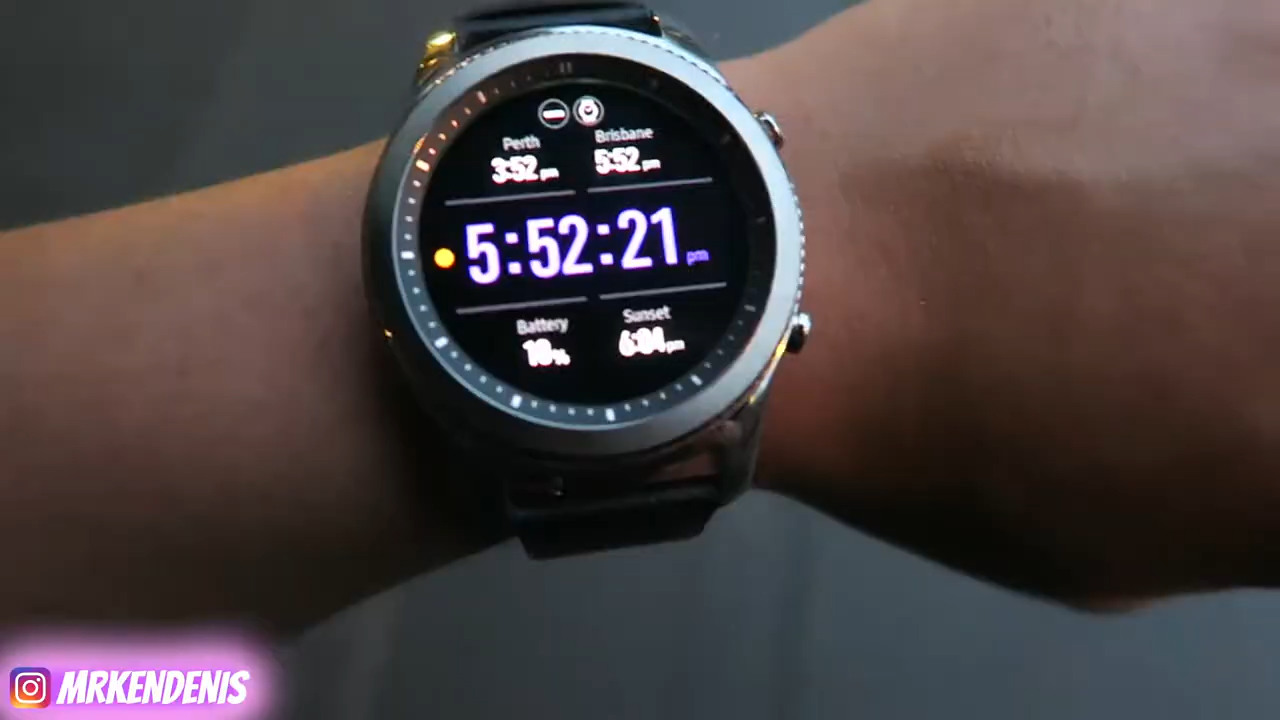 Perth Brisbane
3:52 pm 5:52 pm
5:52:21 pm
Battery Sunset
10% 6:04 pm
MRKENDENIS